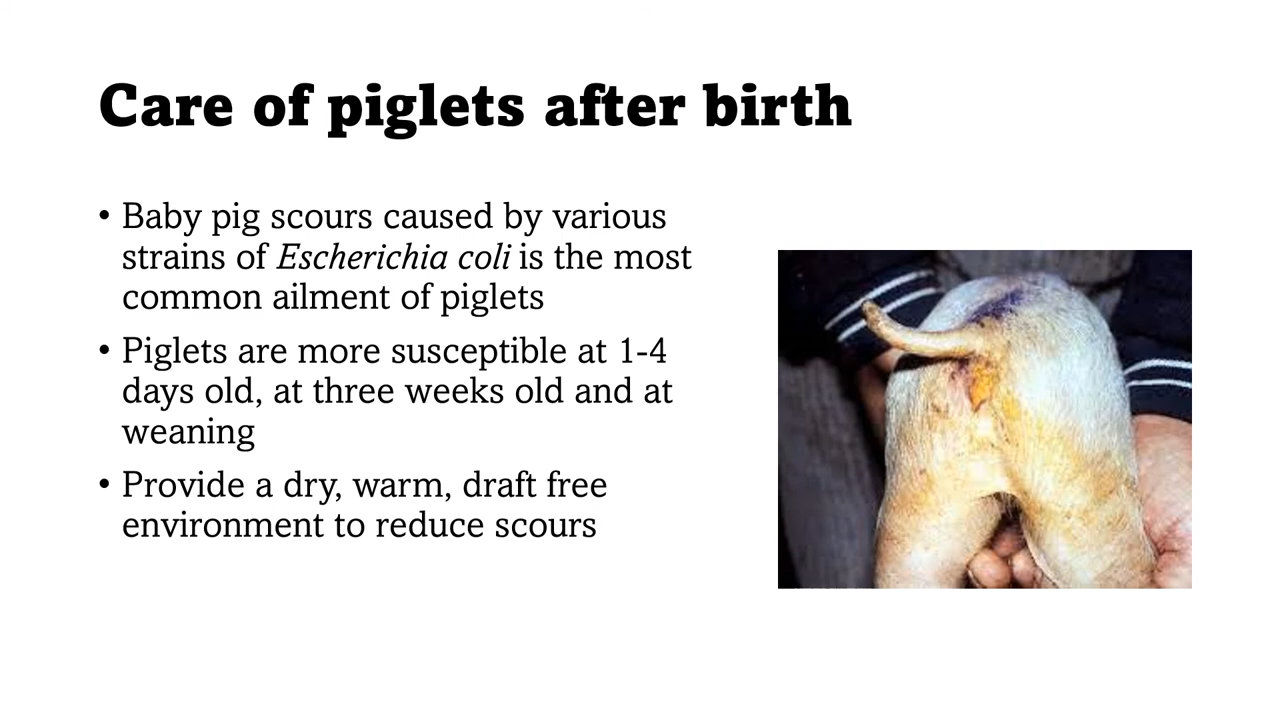 Care of piglets after birth
• Baby pig scours caused by various
strains of Escherichia coli is the most
common ailment of piglets
• Piglets are more susceptible at 1-4
days old, at three weeks old and at
weaning
• Provide a dry, warm, draft free
environment to reduce scours